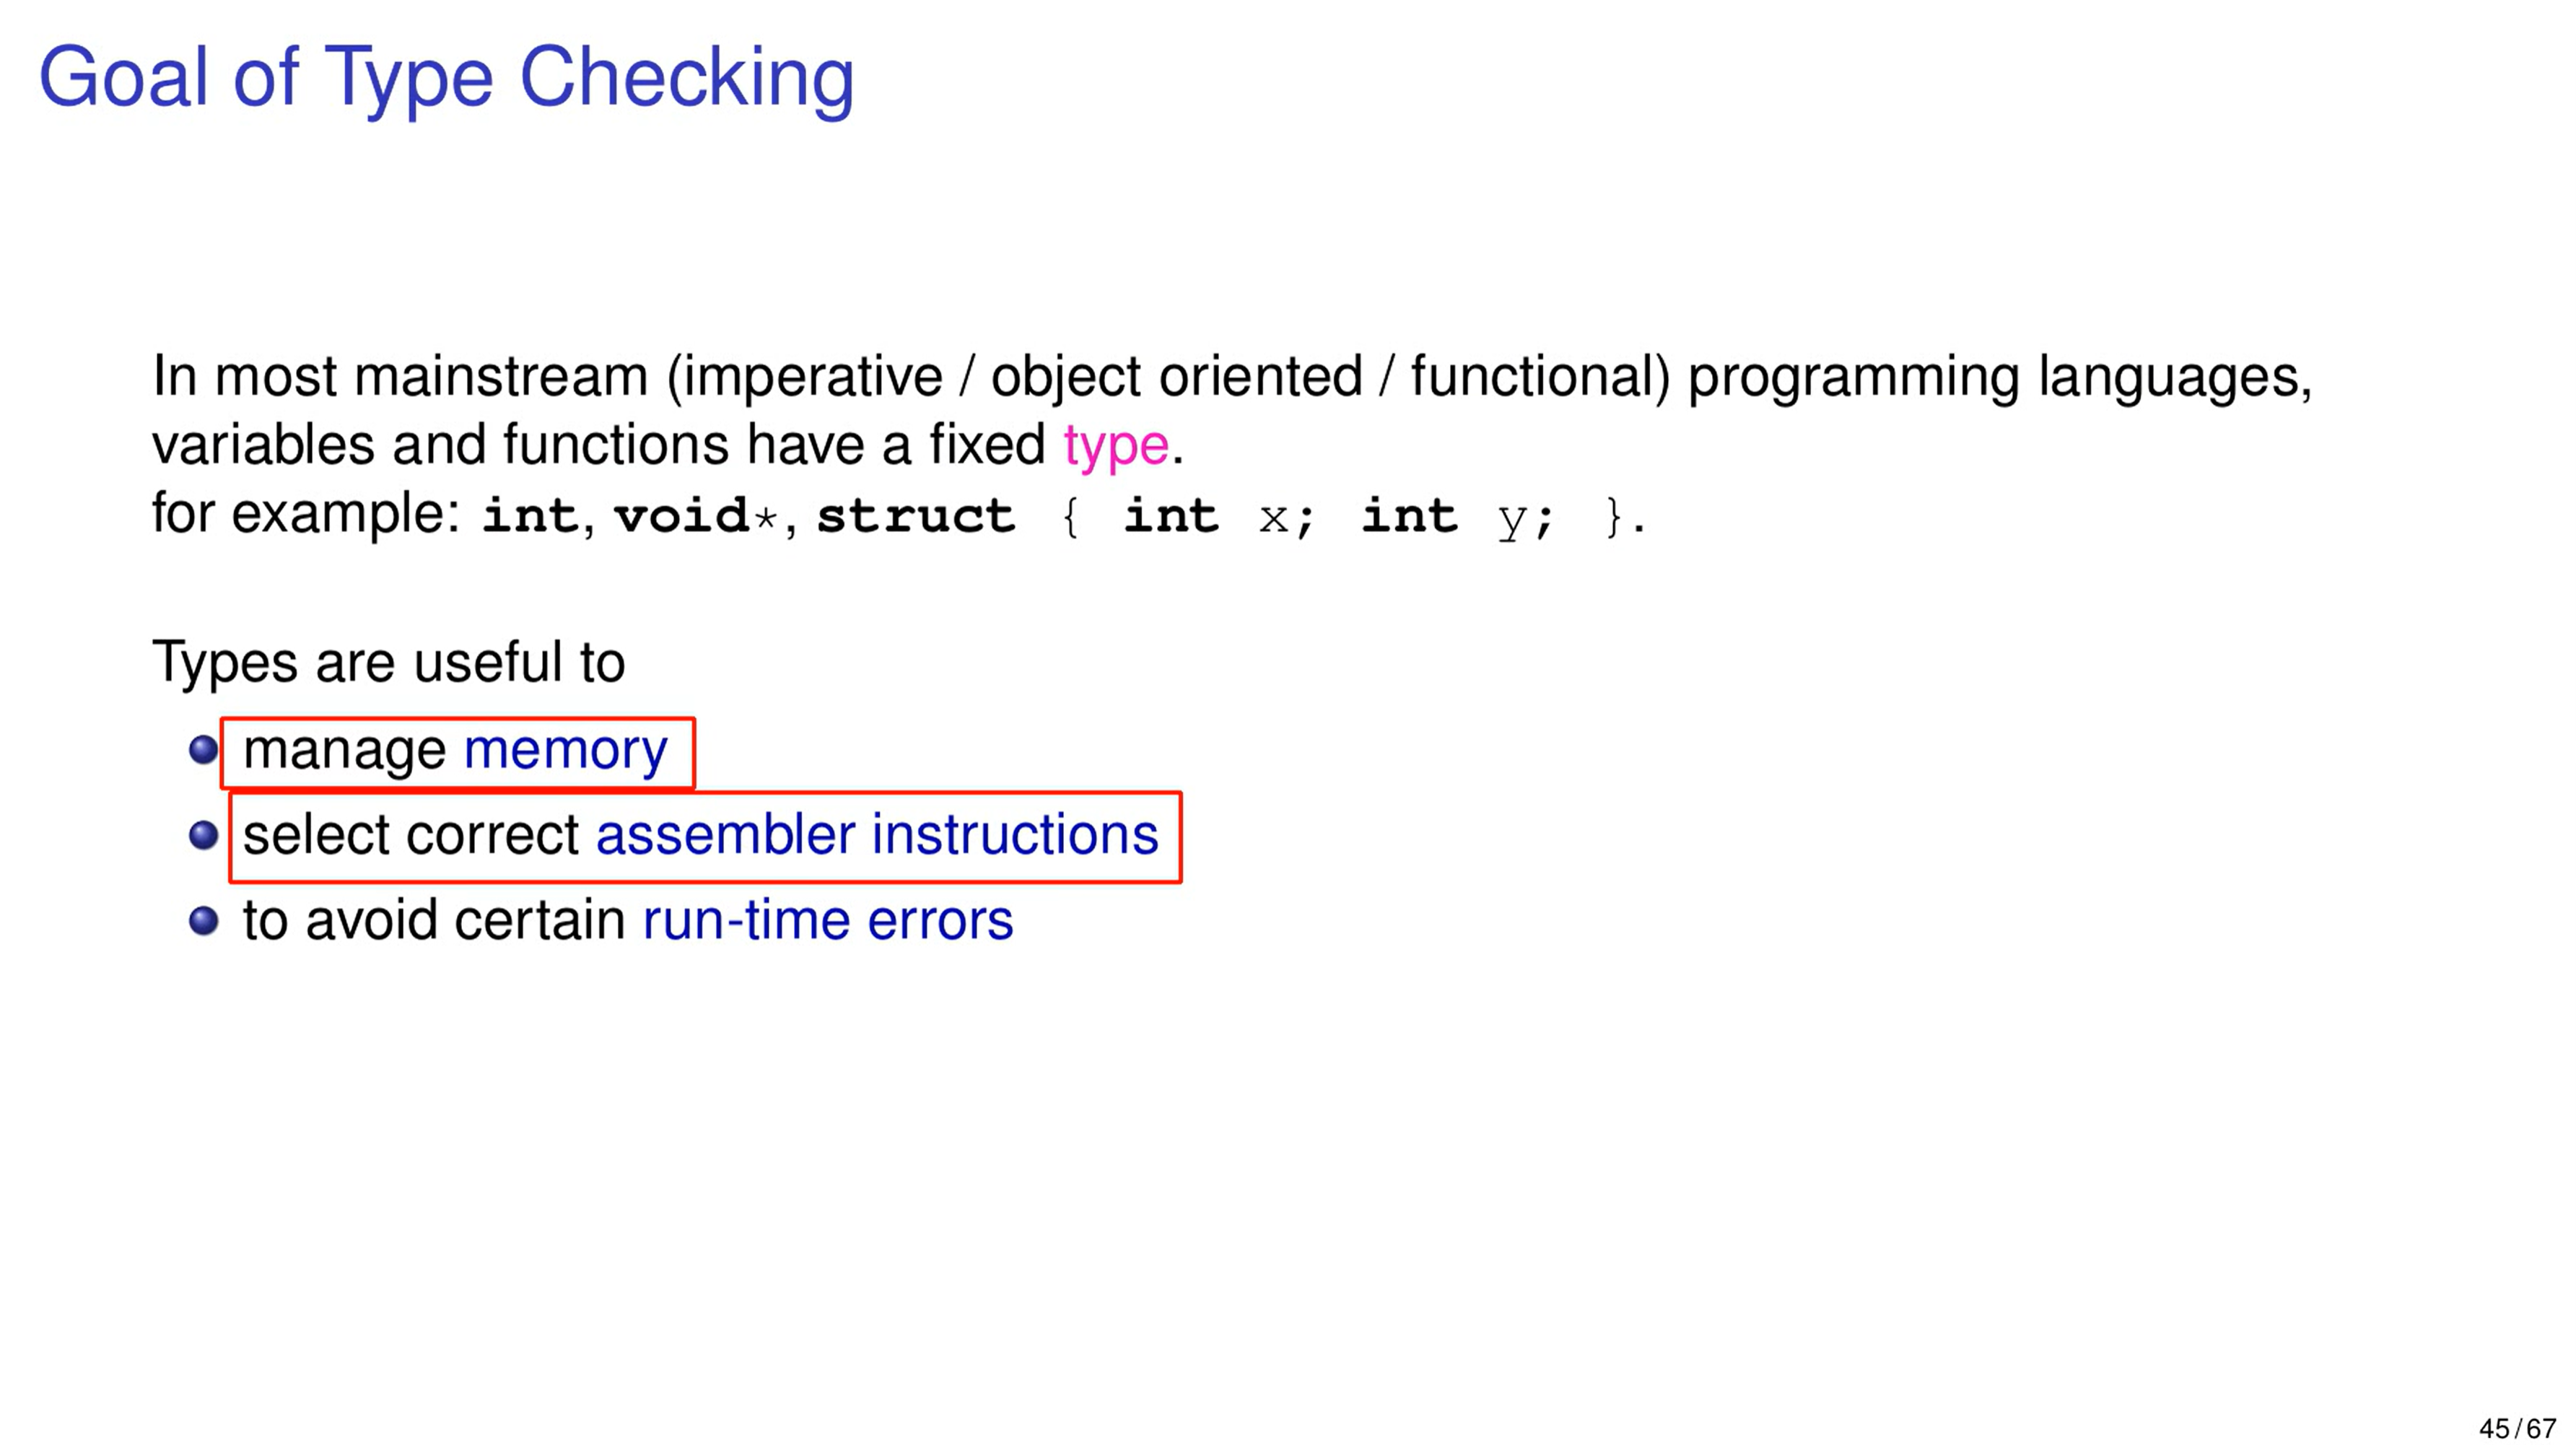 Goal of Type Checking
In most mainstream (imperative / object oriented / functional) programming languages,
variables and functions have a fixed type.
for example: int, void*, struct { int x; int y; }.
Types are useful to
manage memory
select correct assembler instructions
to avoid certain run-time errors
45/67